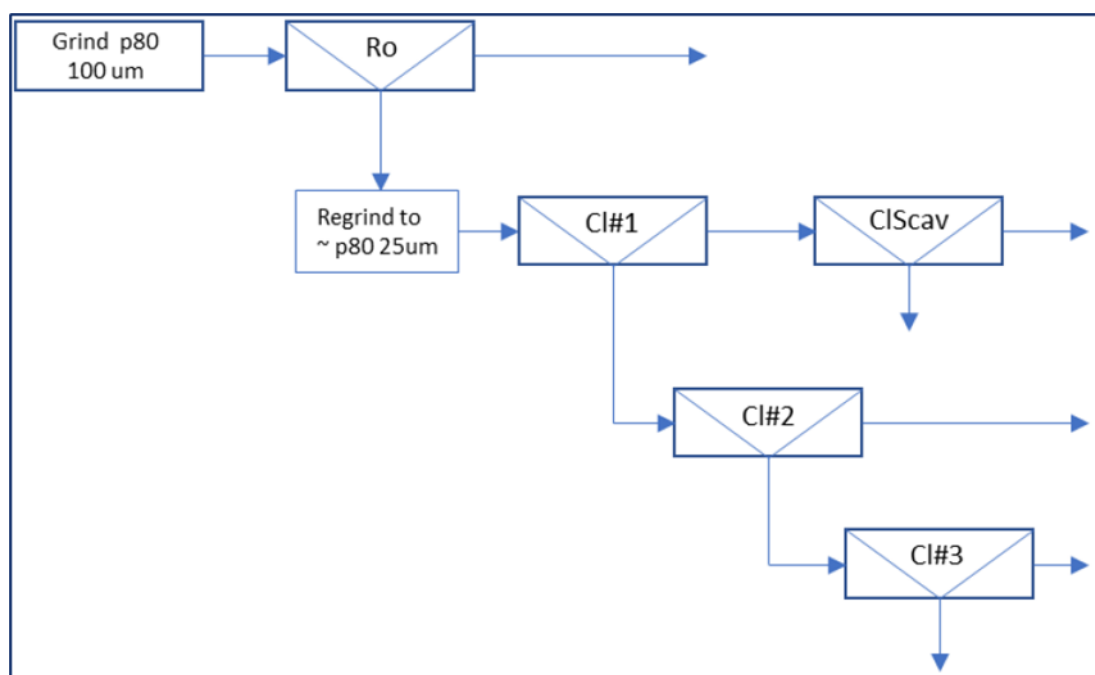 Grind p80
100 um
Ro
Regrind to
~ p80 25um
Cl#1
ClScav
Cl#2
Cl#3